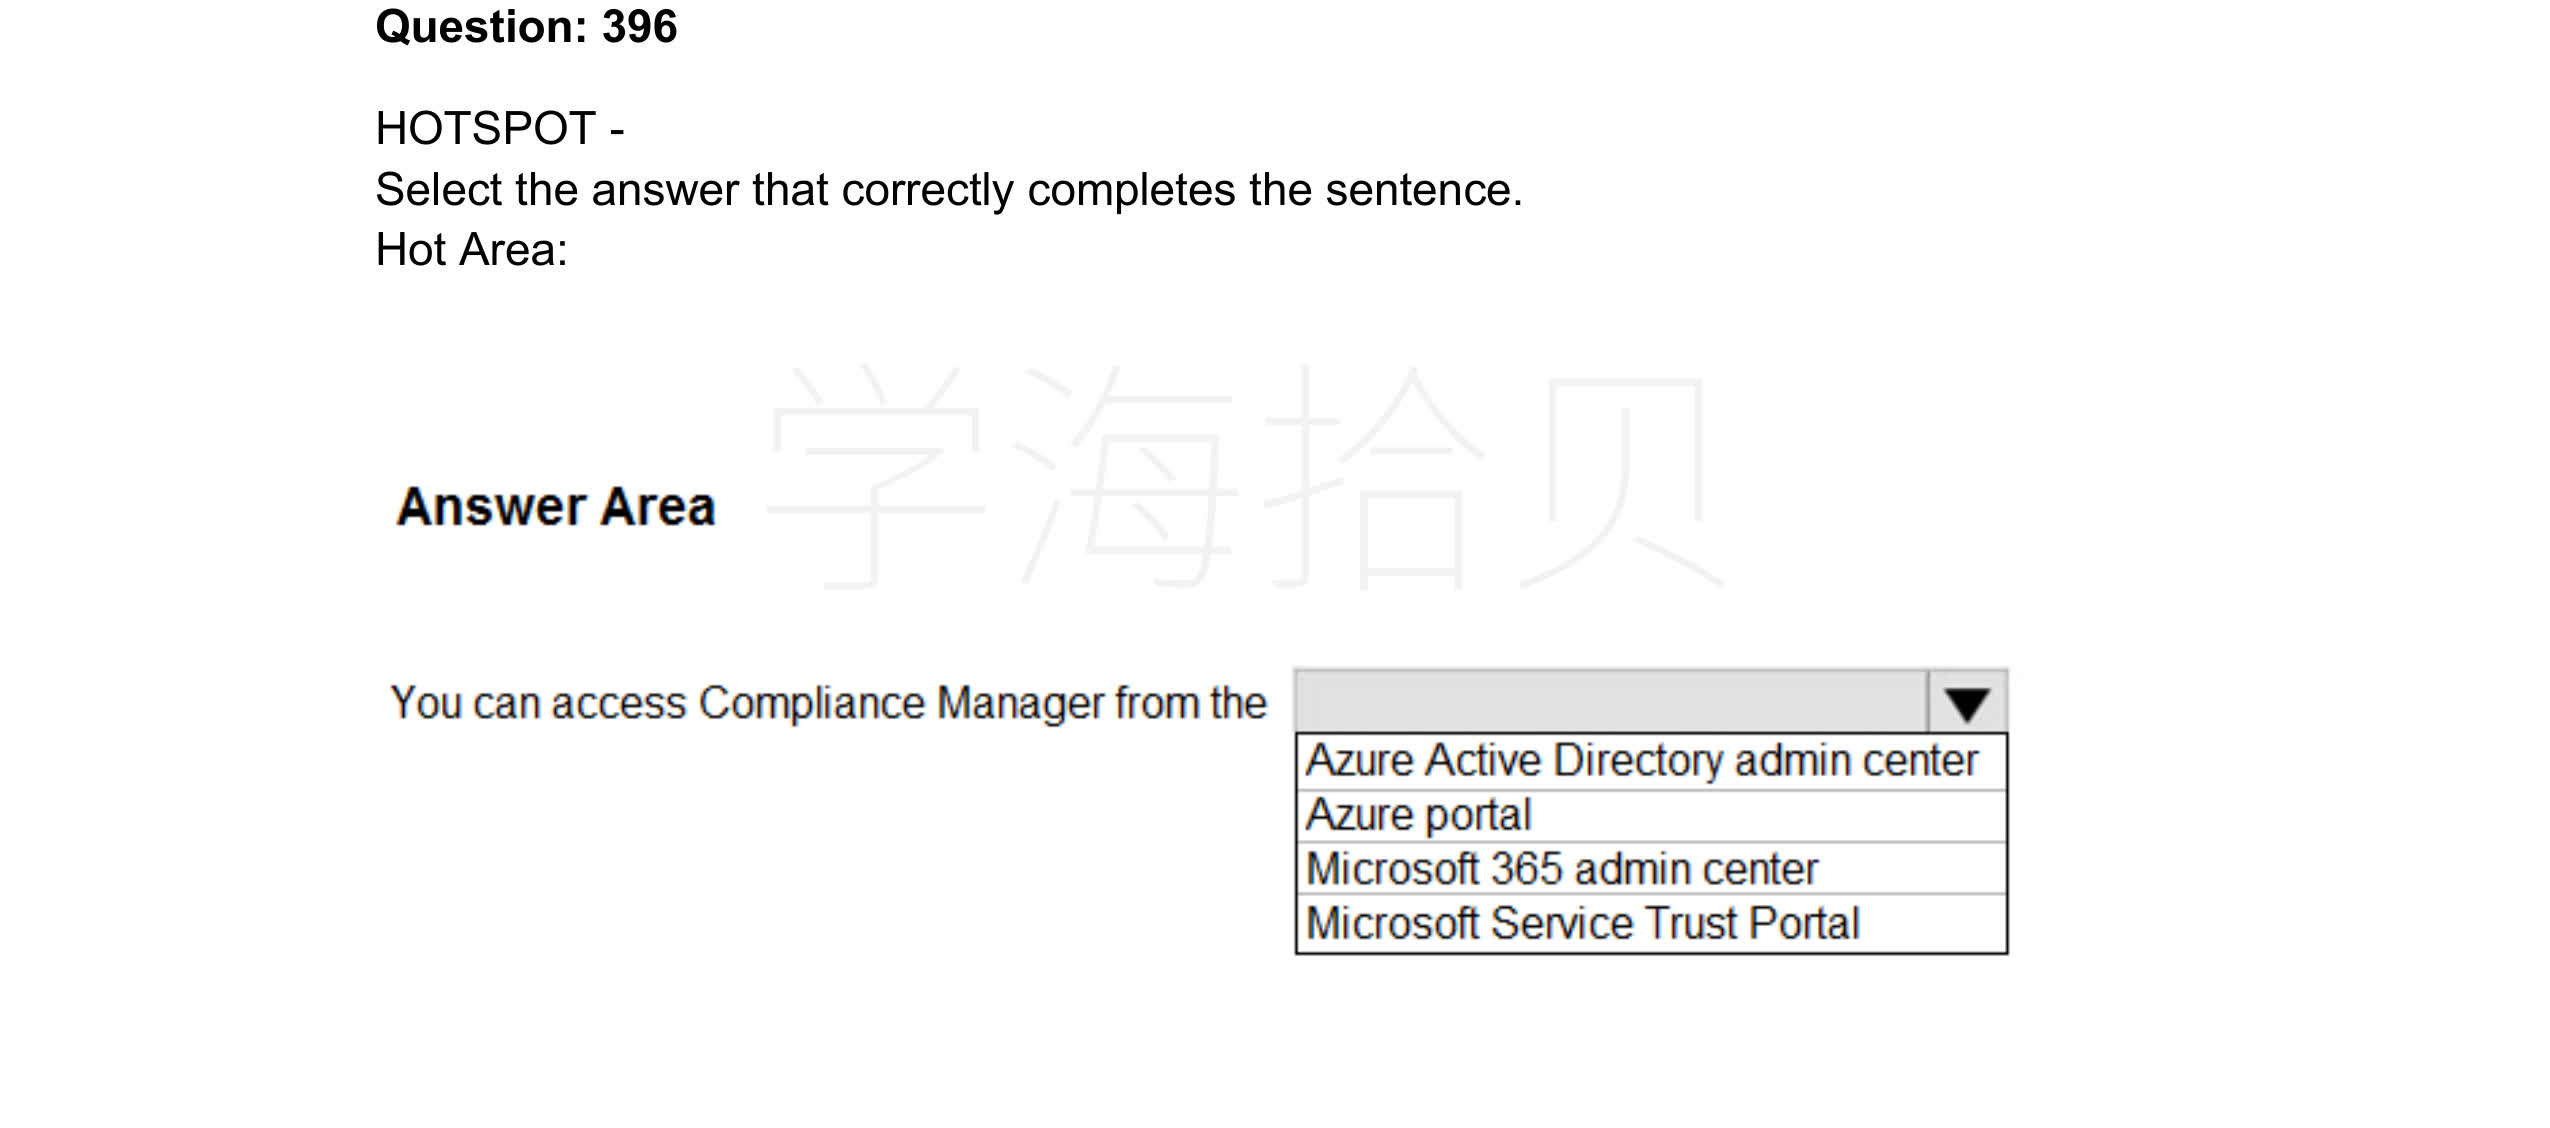 Question: 396
HOTSPOT -
Select the answer that correctly completes the sentence.
Hot Area:
学海拾贝
Answer Area
You can access Compliance Manager from the
Azure Active Directory admin center
Azure portal
Microsoft 365 admin center
Microsoft Service Trust Portal